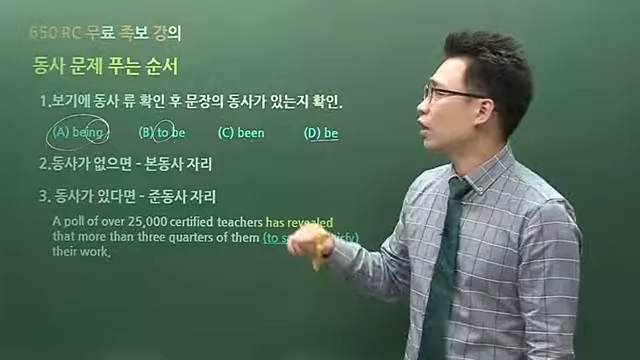 650 RC 무료 족보 강의
동사 문제 푸는 순서
1.보기에 동사 류 확인 후 문장의 동사가 있는지 확인.
(A) being (B) to be (C) been (D) be
2.동사가 없으면 - 본동사 자리
3. 동사가 있다면 - 준동사 자리
A poll of over 25,000 certified teachers has revealed
that more than three quarters of them (to
their work.